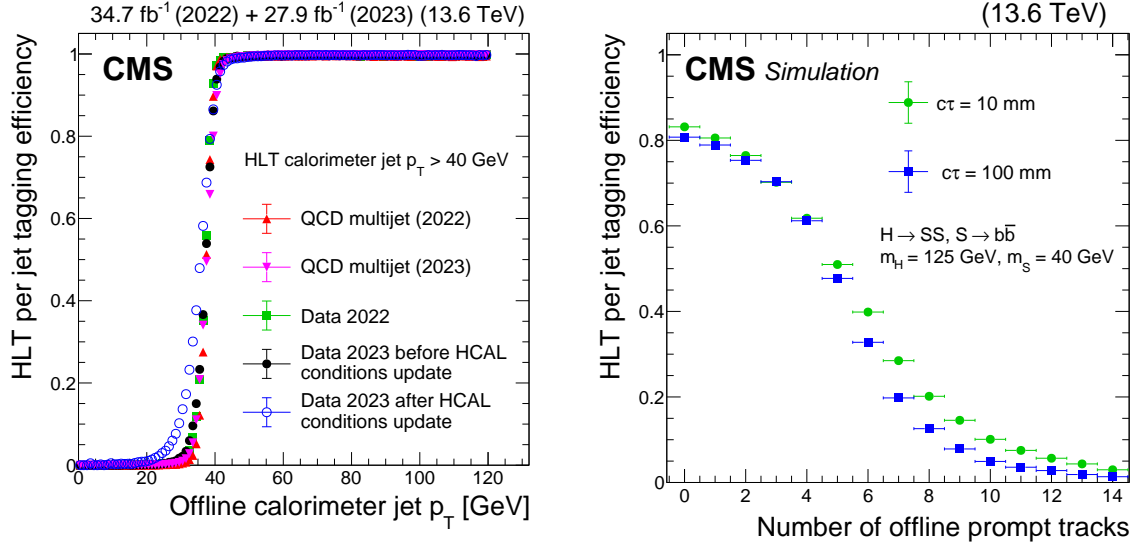 34.7 fb⁻¹ (2022) + 27.9 fb⁻¹ (2023) (13.6 TeV)
HLT per jet tagging efficiency
1
0.8
0.6
0.4
0.2
0
CMS
HLT calorimeter jet p_T > 40 GeV
QCD multijet (2022)
QCD multijet (2023)
Data 2022
Data 2023 before HCAL
conditions update
Data 2023 after HCAL
conditions update
0 20 40 60 80 100 120
Offline calorimeter jet p_T [GeV]
(13.6 TeV)
HLT per jet tagging efficiency
1
0.8
0.6
0.4
0.2
0
CMS Simulation
cτ = 10 mm
cτ = 100 mm
H → SS, S → bb̅
m_H = 125 GeV, m_S = 40 GeV
0 2 4 6 8 10 12 14
Number of offline prompt tracks